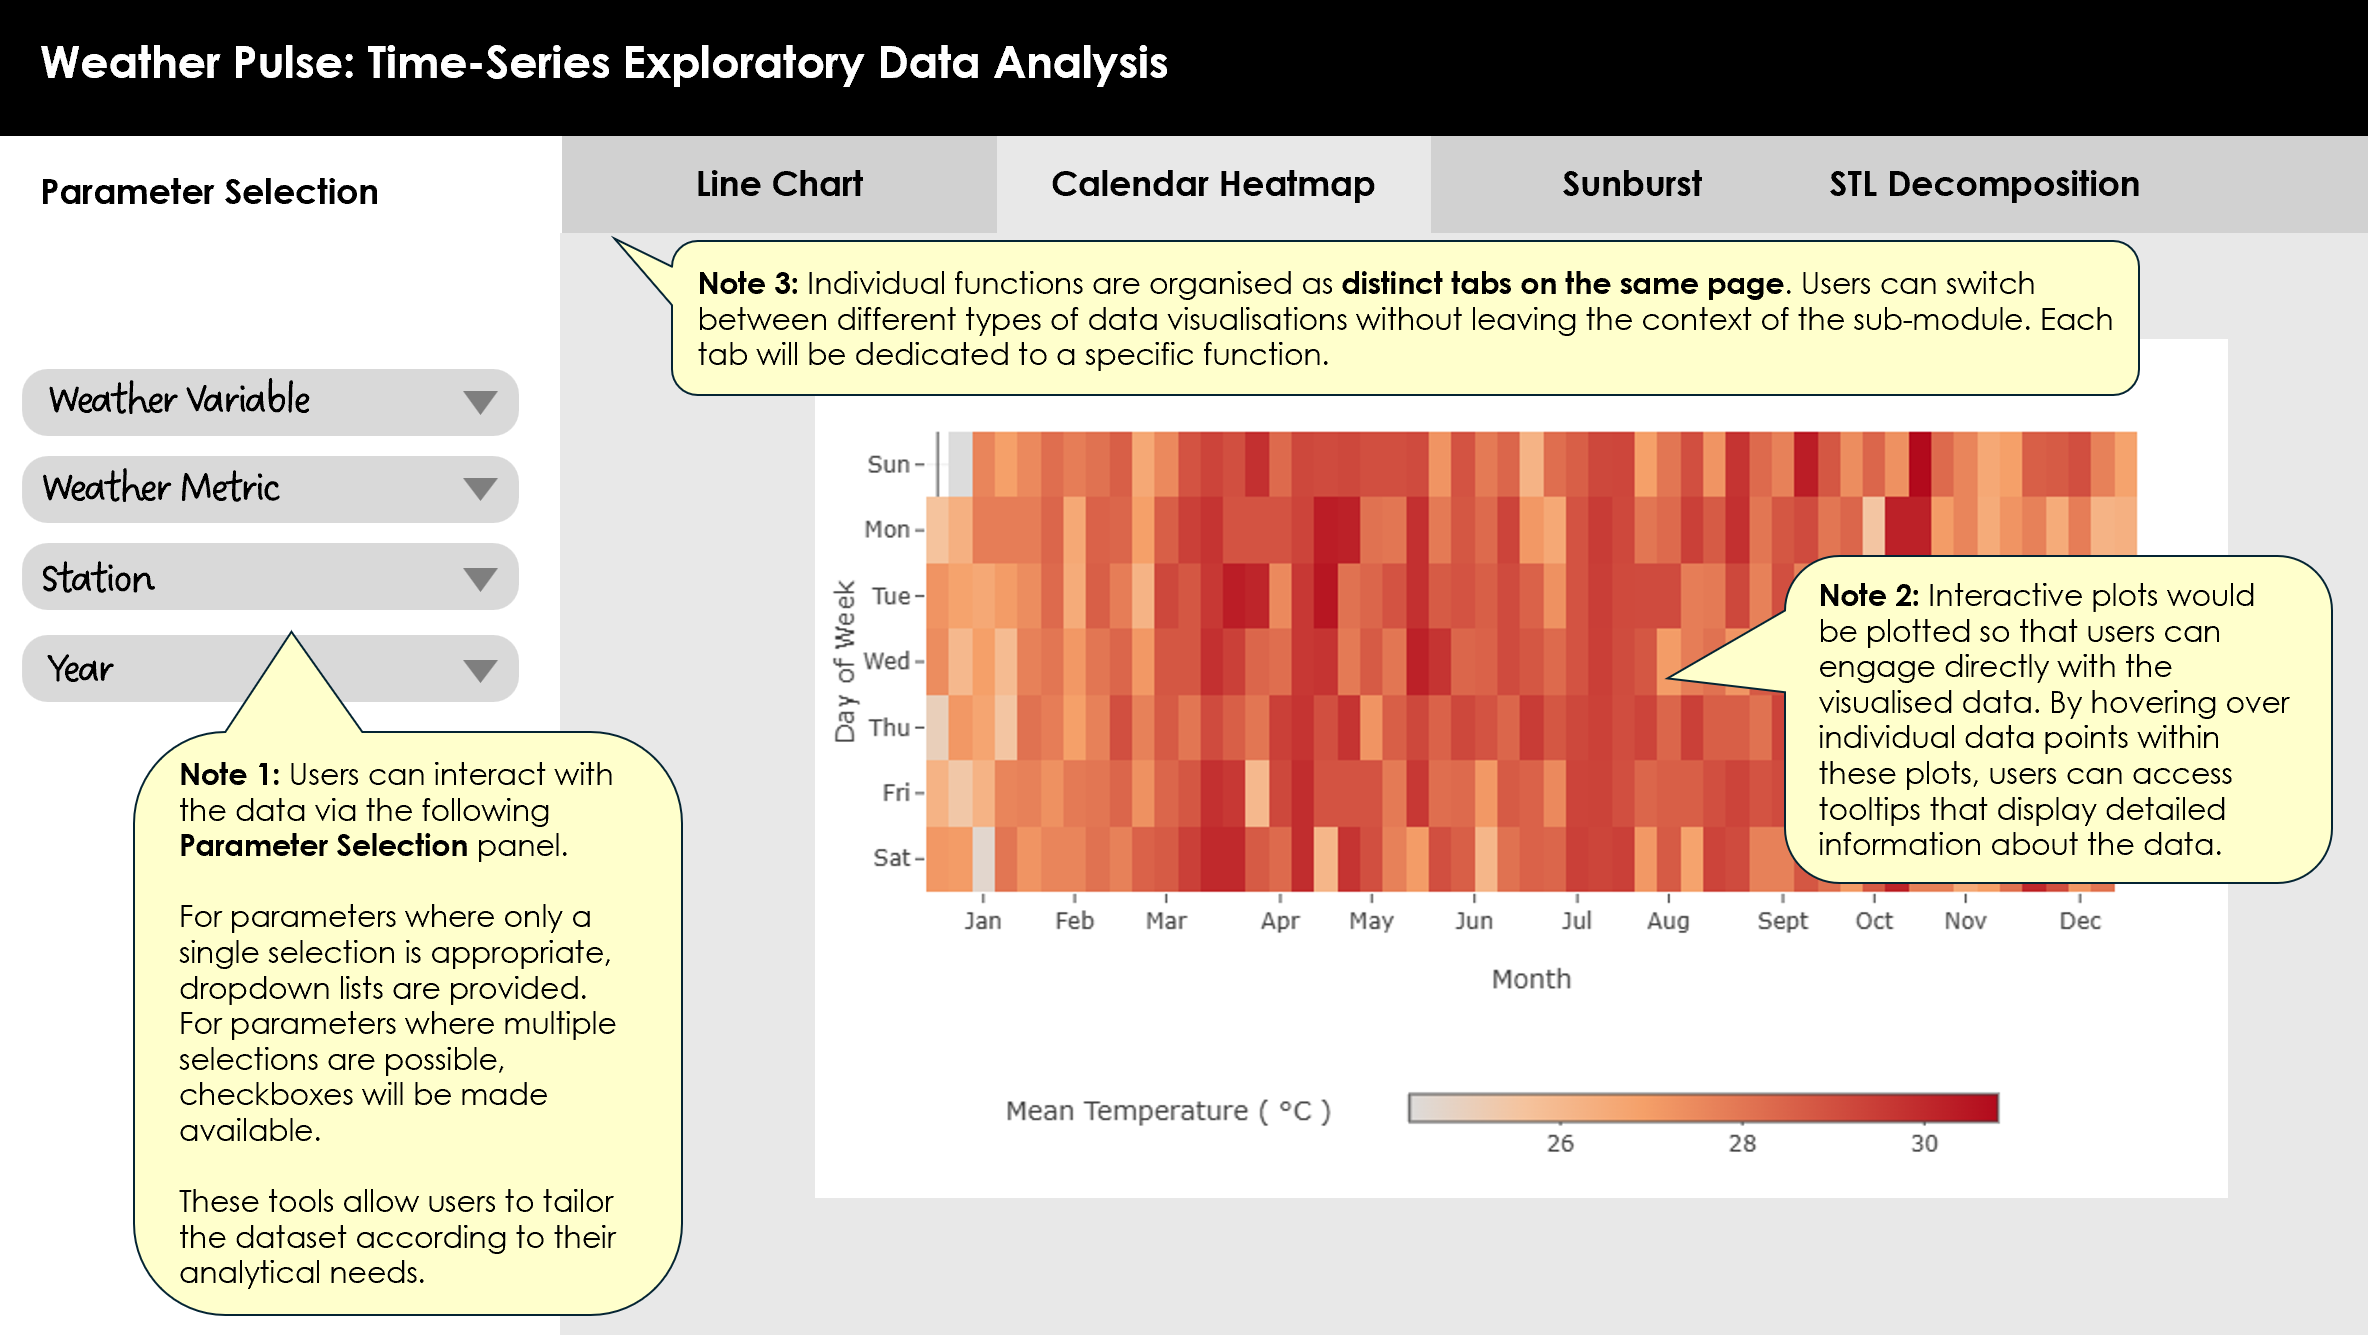 Weather Pulse: Time-Series Exploratory Data Analysis
Parameter Selection
Line Chart
Calendar Heatmap
Sunburst
STL Decomposition
Note 3: Individual functions are organised as distinct tabs on the same page. Users can switch
between different types of data visualisations without leaving the context of the sub-module. Each
tab will be dedicated to a specific function.
Weather Variable
Weather Metric
Station
Year
Note 1: Users can interact with
the data via the following
Parameter Selection panel.
For parameters where only a
single selection is appropriate,
dropdown lists are provided.
For parameters where multiple
selections are possible,
checkboxes will be made
available.
These tools allow users to tailor
the dataset according to their
analytical needs.
Day of Week
Sun
Mon
Tue
Wed
Thu
Fri
Sat
Note 2: Interactive plots would
be plotted so that users can
engage directly with the
visualised data. By hovering over
individual data points within
these plots, users can access
tooltips that display detailed
information about the data.
Jan Feb Mar Apr May Jun Jul Aug Sept Oct Nov Dec
Month
Mean Temperature ( °C )
26 28 30